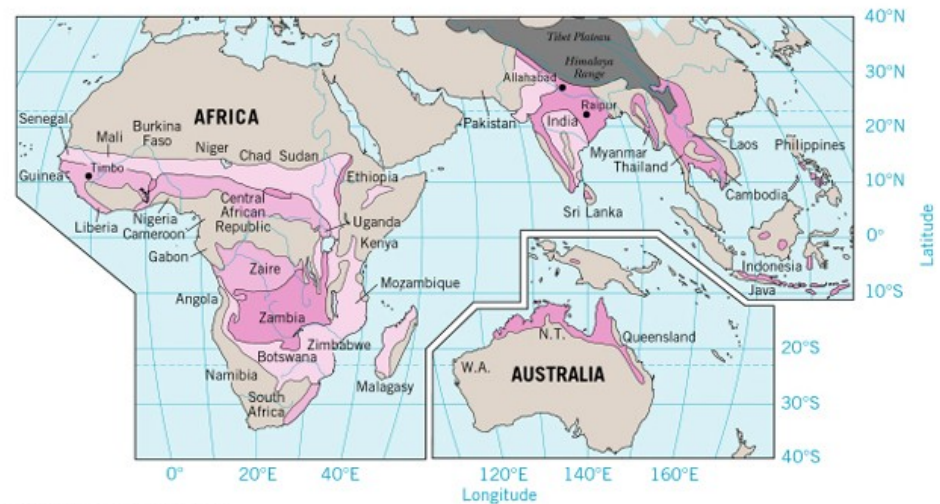 40°N
Tibet Plateau
Himalaya
Range
30°N
Allahabad
AFRICA
Raipur
Senegal
Burkina
Faso
Pakistan
India
Laos
20°N
Mali
Niger
Chad
Sudan
Myanmar
Thailand
Philippines
Timbo
Ethiopia
Guinea
Central
African
Republic
10°N
Cambodia
Sri Lanka
Liberia
Nigeria
Cameroon
Uganda
Kenya
0°
Latitude
Gabon
Zaire
Indonesia
Java
Mozambique
Angola
10°S
Zambia
Zimbabwe
Queensland
N.T.
Botswana
20°S
W.A.
AUSTRALIA
Namibia
Malagasy
South
Africa
30°S
40°S
0°
20°E
40°E
120°E
140°E
160°E
Longitude